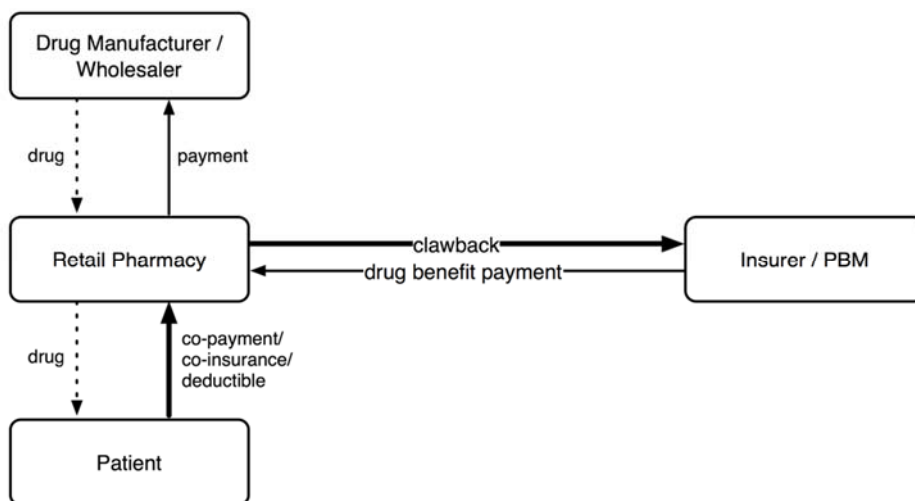 Drug Manufacturer /
Wholesaler
drug
payment
Retail Pharmacy
clawback
drug benefit payment
Insurer / PBM
drug
co-payment/
co-insurance/
deductible
Patient